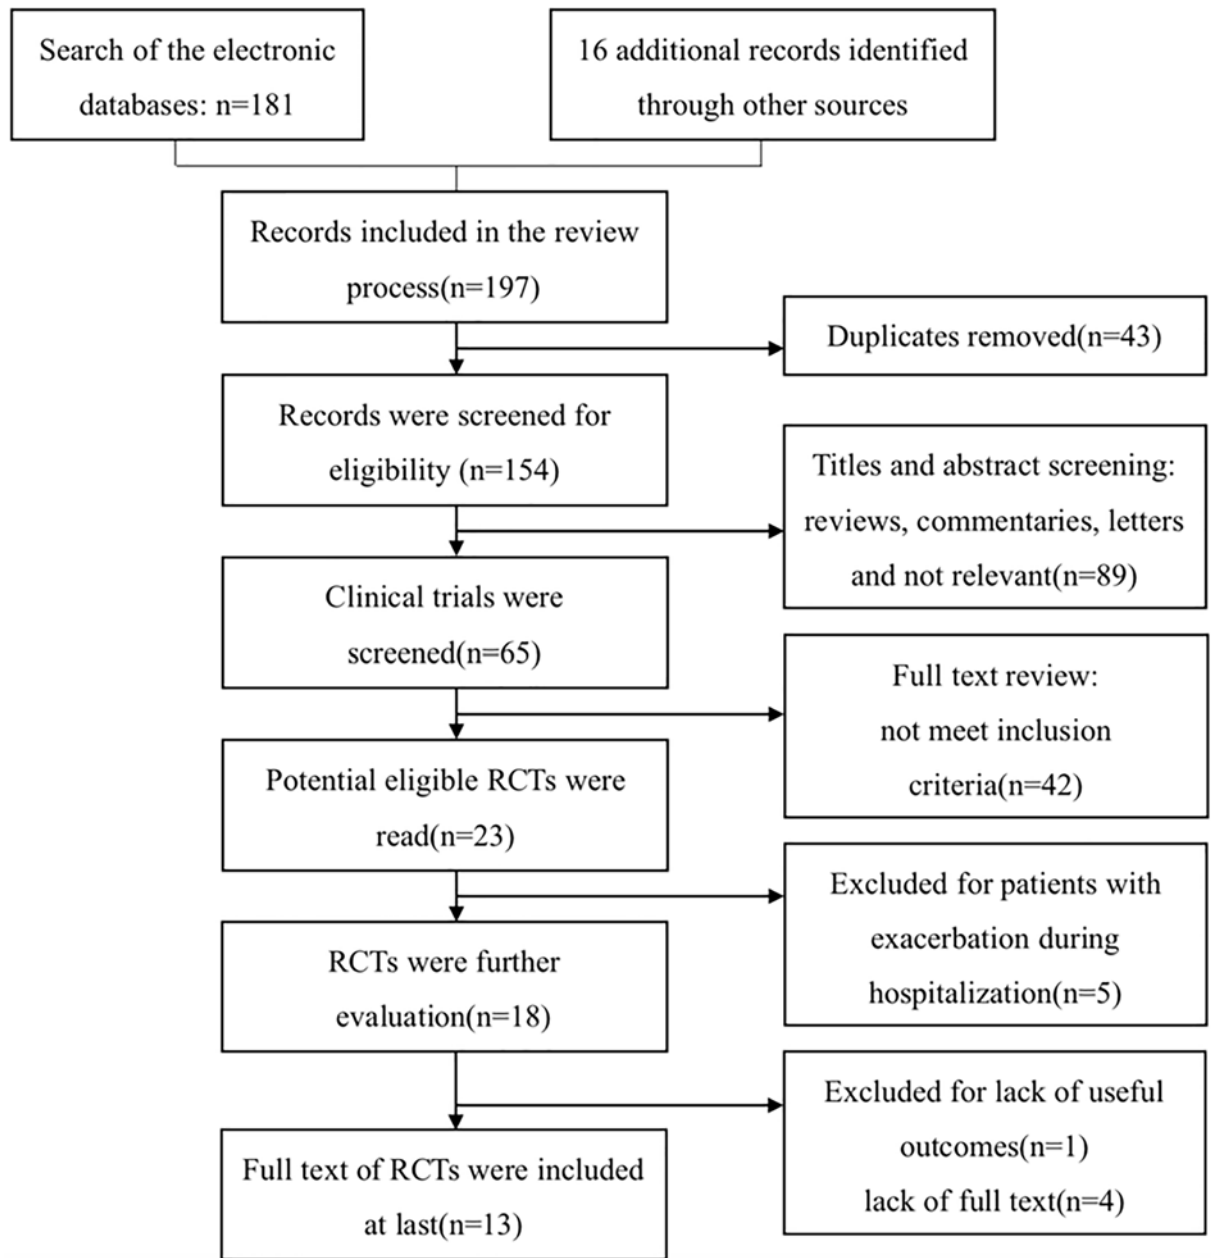 Search of the electronic
databases: n=181
16 additional records identified
through other sources
Records included in the review
process(n=197)
Duplicates removed(n=43)
Records were screened for
eligibility (n=154)
Titles and abstract screening:
reviews, commentaries, letters
and not relevant(n=89)
Clinical trials were
screened(n=65)
Full text review:
not meet inclusion
criteria(n=42)
Potential eligible RCTs were
read(n=23)
Excluded for patients with
exacerbation during
hospitalization(n=5)
RCTs were further
evaluation(n=18)
Excluded for lack of useful
outcomes(n=1)
lack of full text(n=4)
Full text of RCTs were included
at last(n=13)